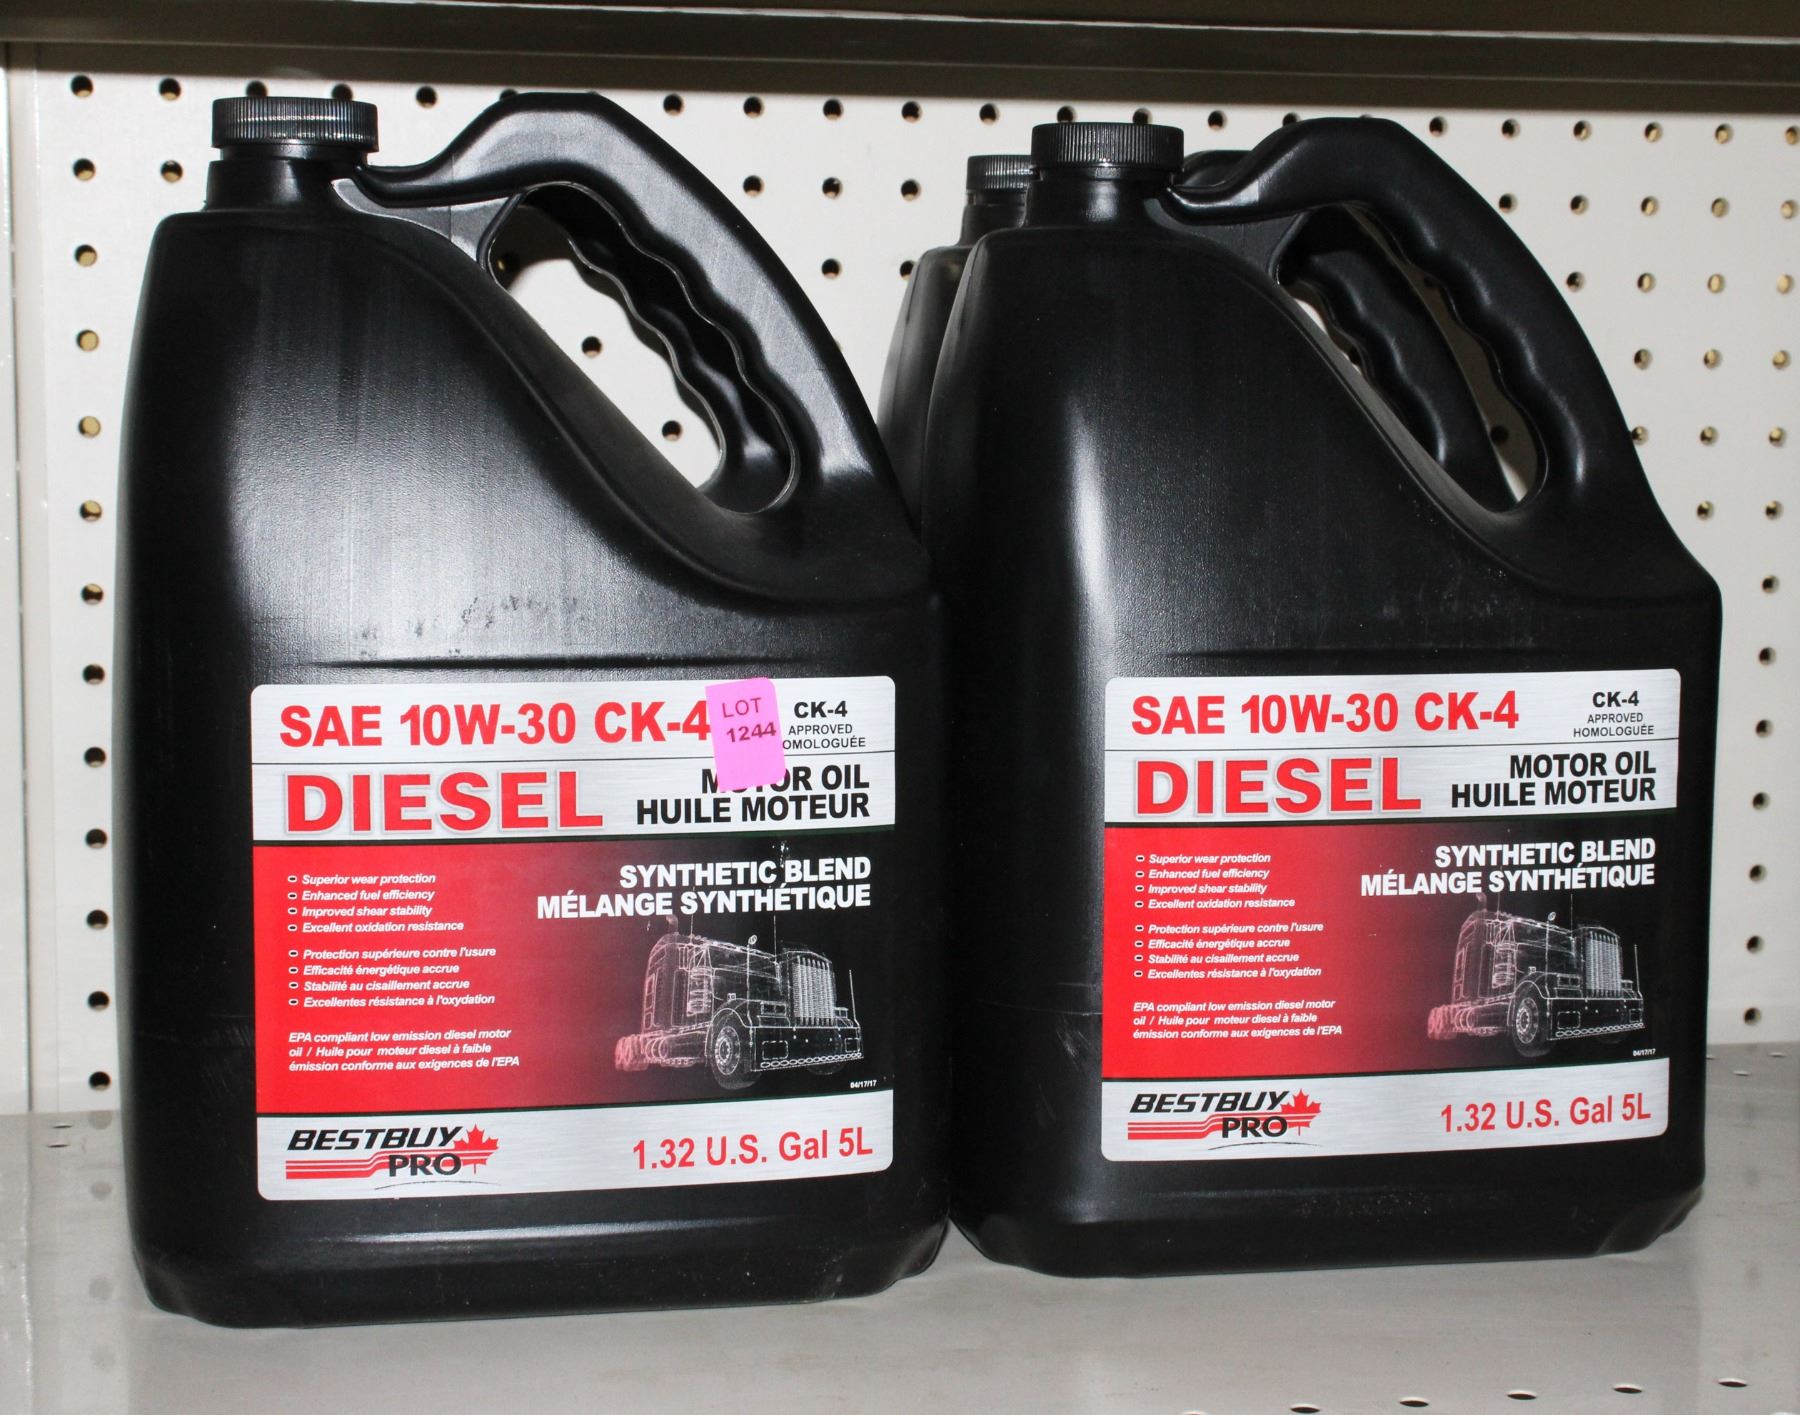 SAE 10W-30 CK-4
LOT
1244
CK-4
APPROVED
OMOLOGUÉE
DIESEL
MOTOR OIL
HUILE MOTEUR
SYNTHETIC BLEND
MÉLANGE SYNTHÉTIQUE
Superior wear protection
Enhanced fuel efficiency
Improved shear stability
Excellent oxidation resistance
Protection supérieure contre l'usure
Efficacité énergétique accrue
Stabilité au cisaillement accrue
Excellentes résistance à l'oxydation
EPA compliant low emission diesel motor
oil / Huile pour moteur diesel à faible
émission conforme aux exigences de l'EPA
04/17/17
BESTBUY
PRO
1.32 U.S. Gal 5L
SAE 10W-30 CK-4
CK-4
APPROVED
HOMOLOGUÉE
DIESEL
MOTOR OIL
HUILE MOTEUR
SYNTHETIC BLEND
MÉLANGE SYNTHÉTIQUE
Superior wear protection
Enhanced fuel efficiency
Improved shear stability
Excellent oxidation resistance
Protection supérieure contre l'usure
Efficacité énergétique accrue
Stabilité au cisaillement accrue
Excellentes résistance à l'oxydation
EPA compliant low emission diesel motor
oil / Huile pour moteur diesel à faible
émission conforme aux exigences de l'EPA
04/17/17
BESTBUY
PRO
1.32 U.S. Gal 5L